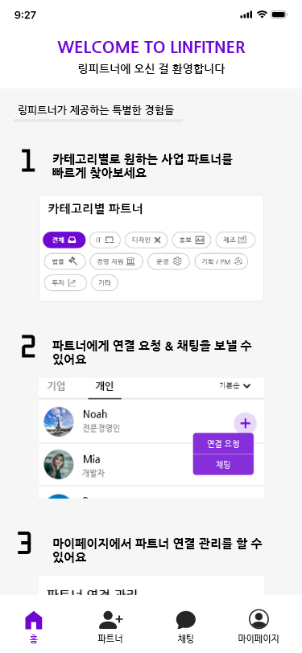 9:27
WELCOME TO LINFITNER
링피트너에 오신 걸 환영합니다
링피트너가 제공하는 특별한 경험들
1 카테고리별로 원하는 사업 파트너를
빠르게 찾아보세요
카테고리별 파트너
전체 IT 디자인 홍보 제조
법률 경영 지원 운영 기획 / PM
투자 기타
2 파트너에게 연결 요청 & 채팅을 보낼 수
있어요
기업 개인 기본순
Noah
전문경영인
연결 요청
Mia
채팅
개발자
3 마이페이지에서 파트너 연결 관리를 할 수
있어요
파트너 연결 관리
홈 파트너 채팅 마이페이지